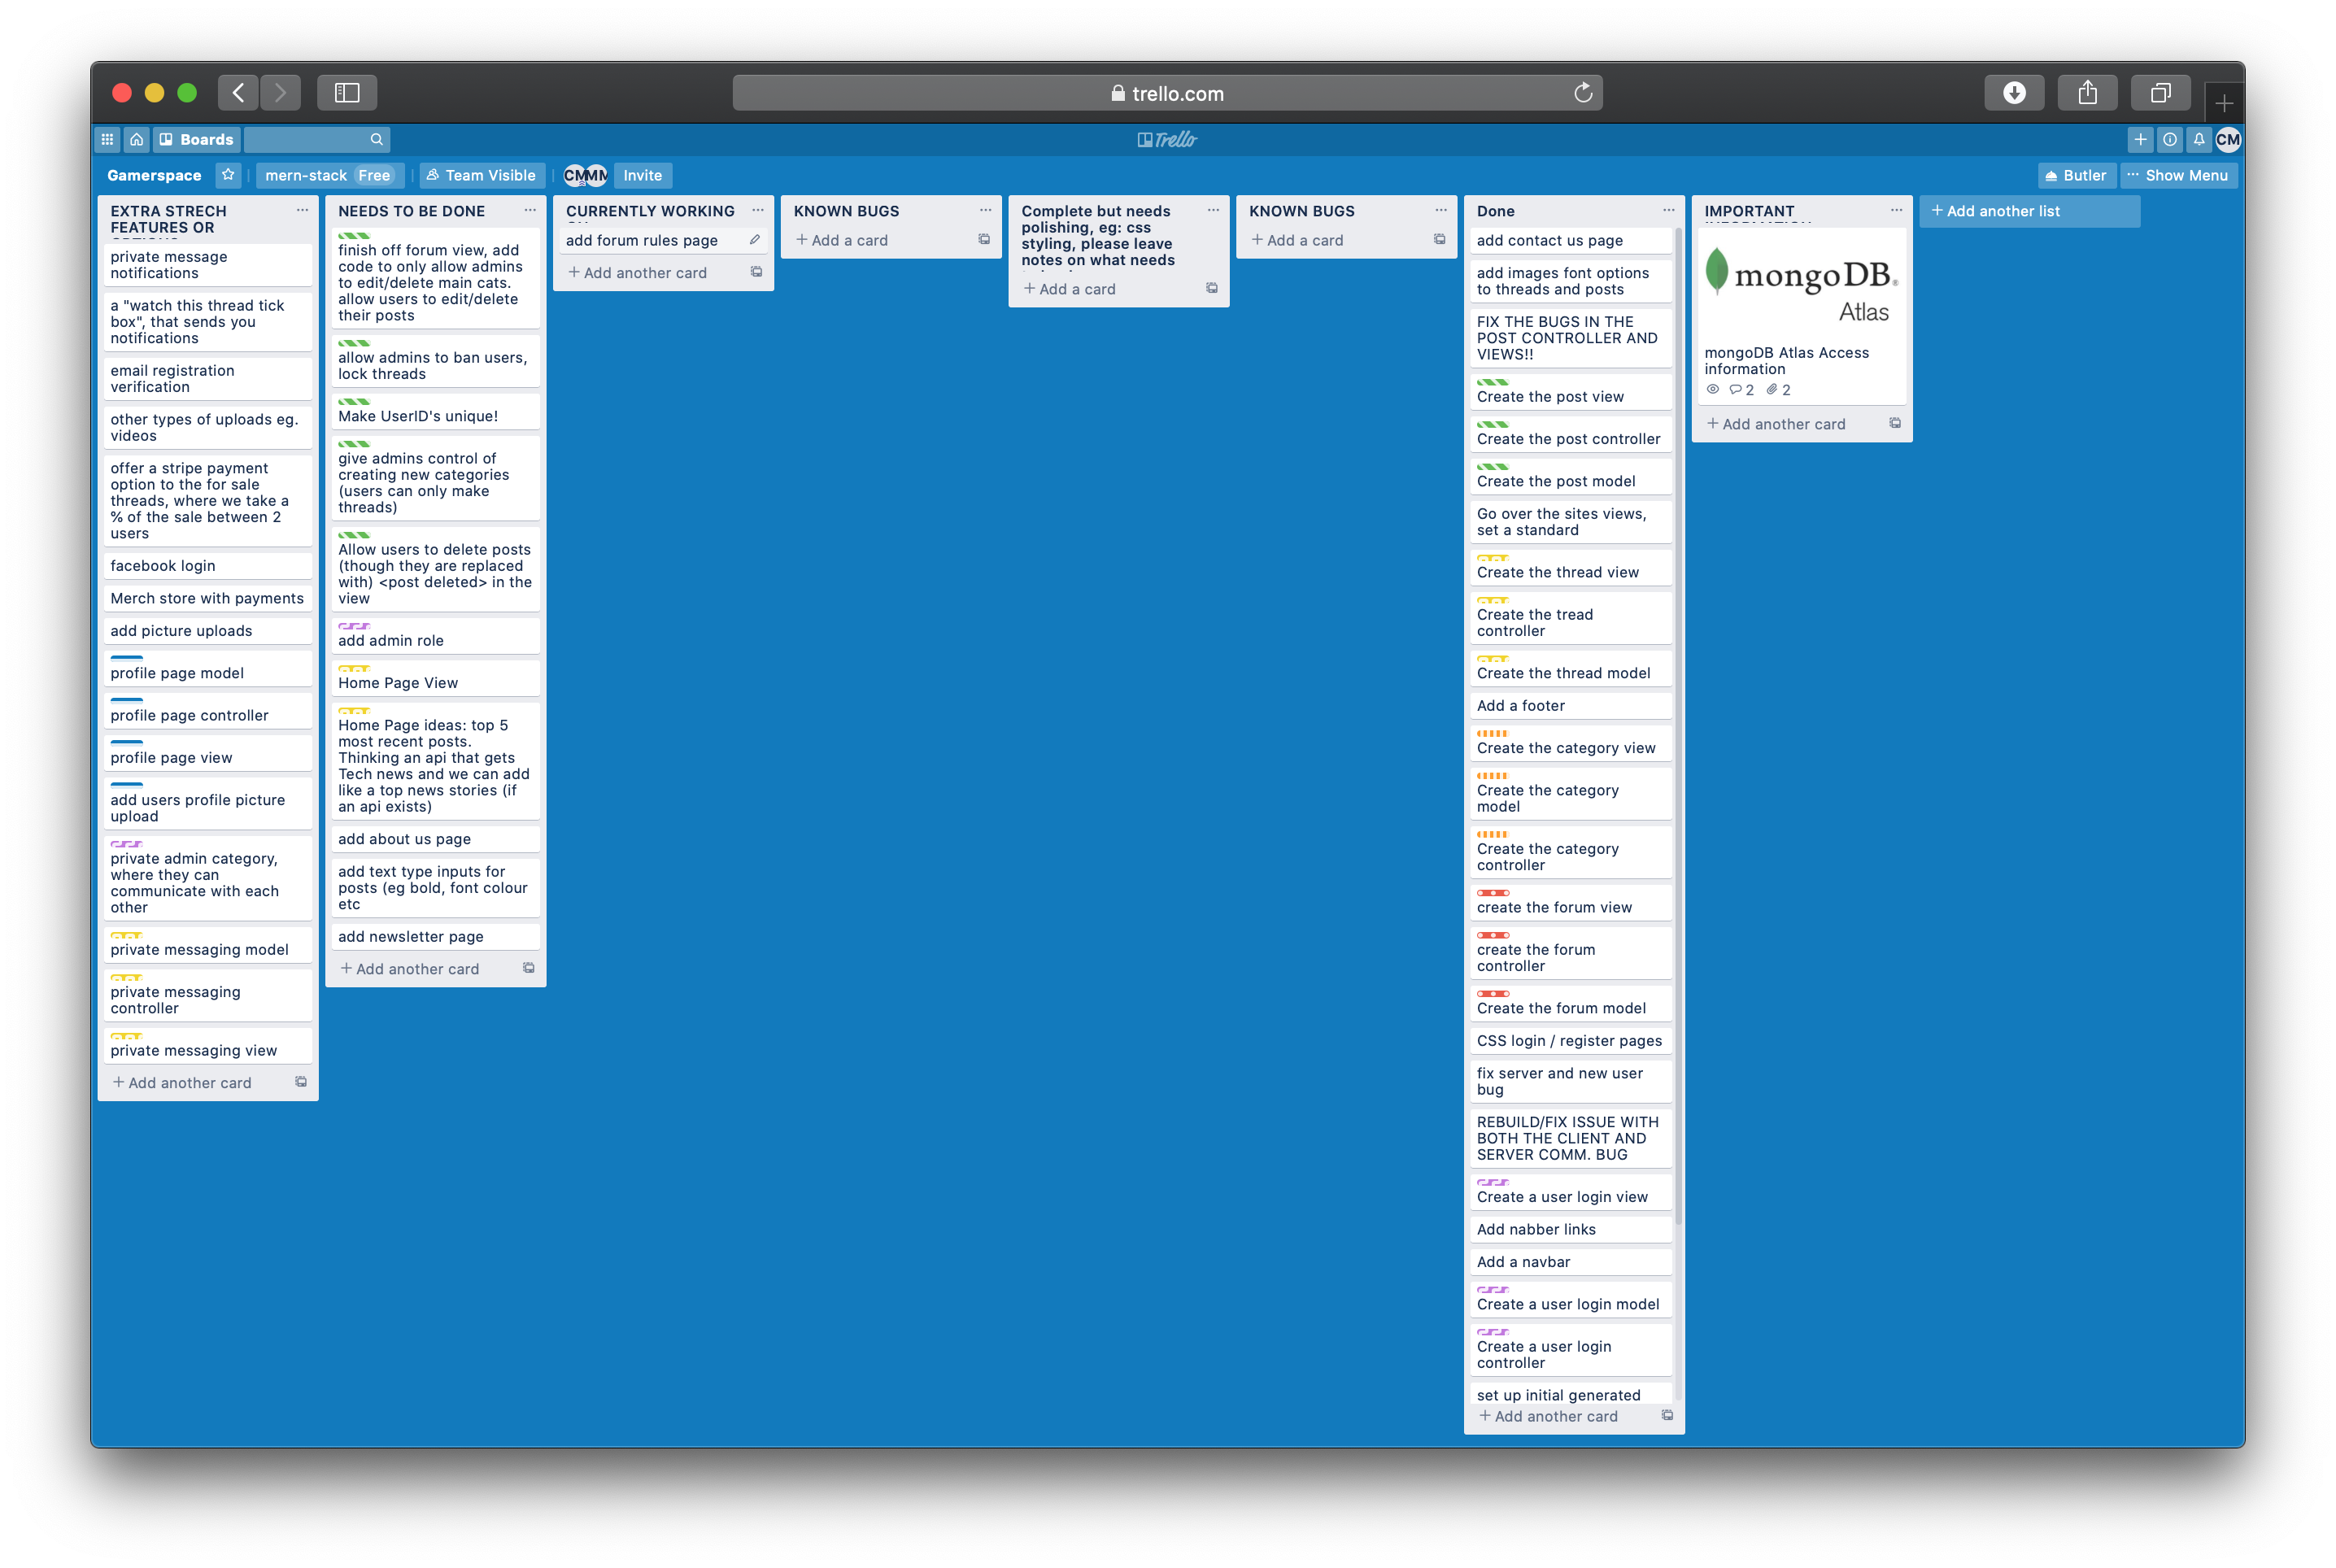 trello.com
Boards
Trello
CM
Gamerspace
mern-stack Free
Team Visible
CM MM
Invite
Butler
Show Menu
EXTRA STRECH
FEATURES OR
private message
notifications
a "watch this thread tick
box", that sends you
notifications
email registration
verification
other types of uploads eg.
videos
offer a stripe payment
option to the for sale
threads, where we take a
% of the sale between 2
users
facebook login
Merch store with payments
add picture uploads
profile page model
profile page controller
profile page view
add users profile picture
upload
private admin category,
where they can
communicate with each
other
private messaging model
private messaging
controller
private messaging view
+ Add another card
NEEDS TO BE DONE
finish off forum view, add
code to only allow admins
to edit/delete main cats.
allow users to edit/delete
their posts
allow admins to ban users,
lock threads
Make UserID's unique!
give admins control of
creating new categories
(users can only make
threads)
Allow users to delete posts
(though they are replaced
with) <post deleted> in the
view
add admin role
Home Page View
Home Page ideas: top 5
most recent posts.
Thinking an api that gets
Tech news and we can add
like a top news stories (if
an api exists)
add about us page
add text type inputs for
posts (eg bold, font colour
etc
add newsletter page
+ Add another card
CURRENTLY WORKING
add forum rules page
+ Add another card
KNOWN BUGS
+ Add a card
Complete but needs
polishing, eg: css
styling, please leave
notes on what needs
+ Add a card
KNOWN BUGS
+ Add a card
Done
add contact us page
add images font options
to threads and posts
FIX THE BUGS IN THE
POST CONTROLLER AND
VIEWS!!
Create the post view
Create the post controller
Create the post model
Go over the sites views,
set a standard
Create the thread view
Create the tread
controller
Create the thread model
Add a footer
Create the category view
Create the category
model
Create the category
controller
create the forum view
create the forum
controller
Create the forum model
CSS login / register pages
fix server and new user
bug
REBUILD/FIX ISSUE WITH
BOTH THE CLIENT AND
SERVER COMM. BUG
Create a user login view
Add nabber links
Add a navbar
Create a user login model
Create a user login
controller
set up initial generated
+ Add another card
IMPORTANT
mongoDB®
Atlas
mongoDB Atlas Access
information
2 2
+ Add another card
+ Add another list